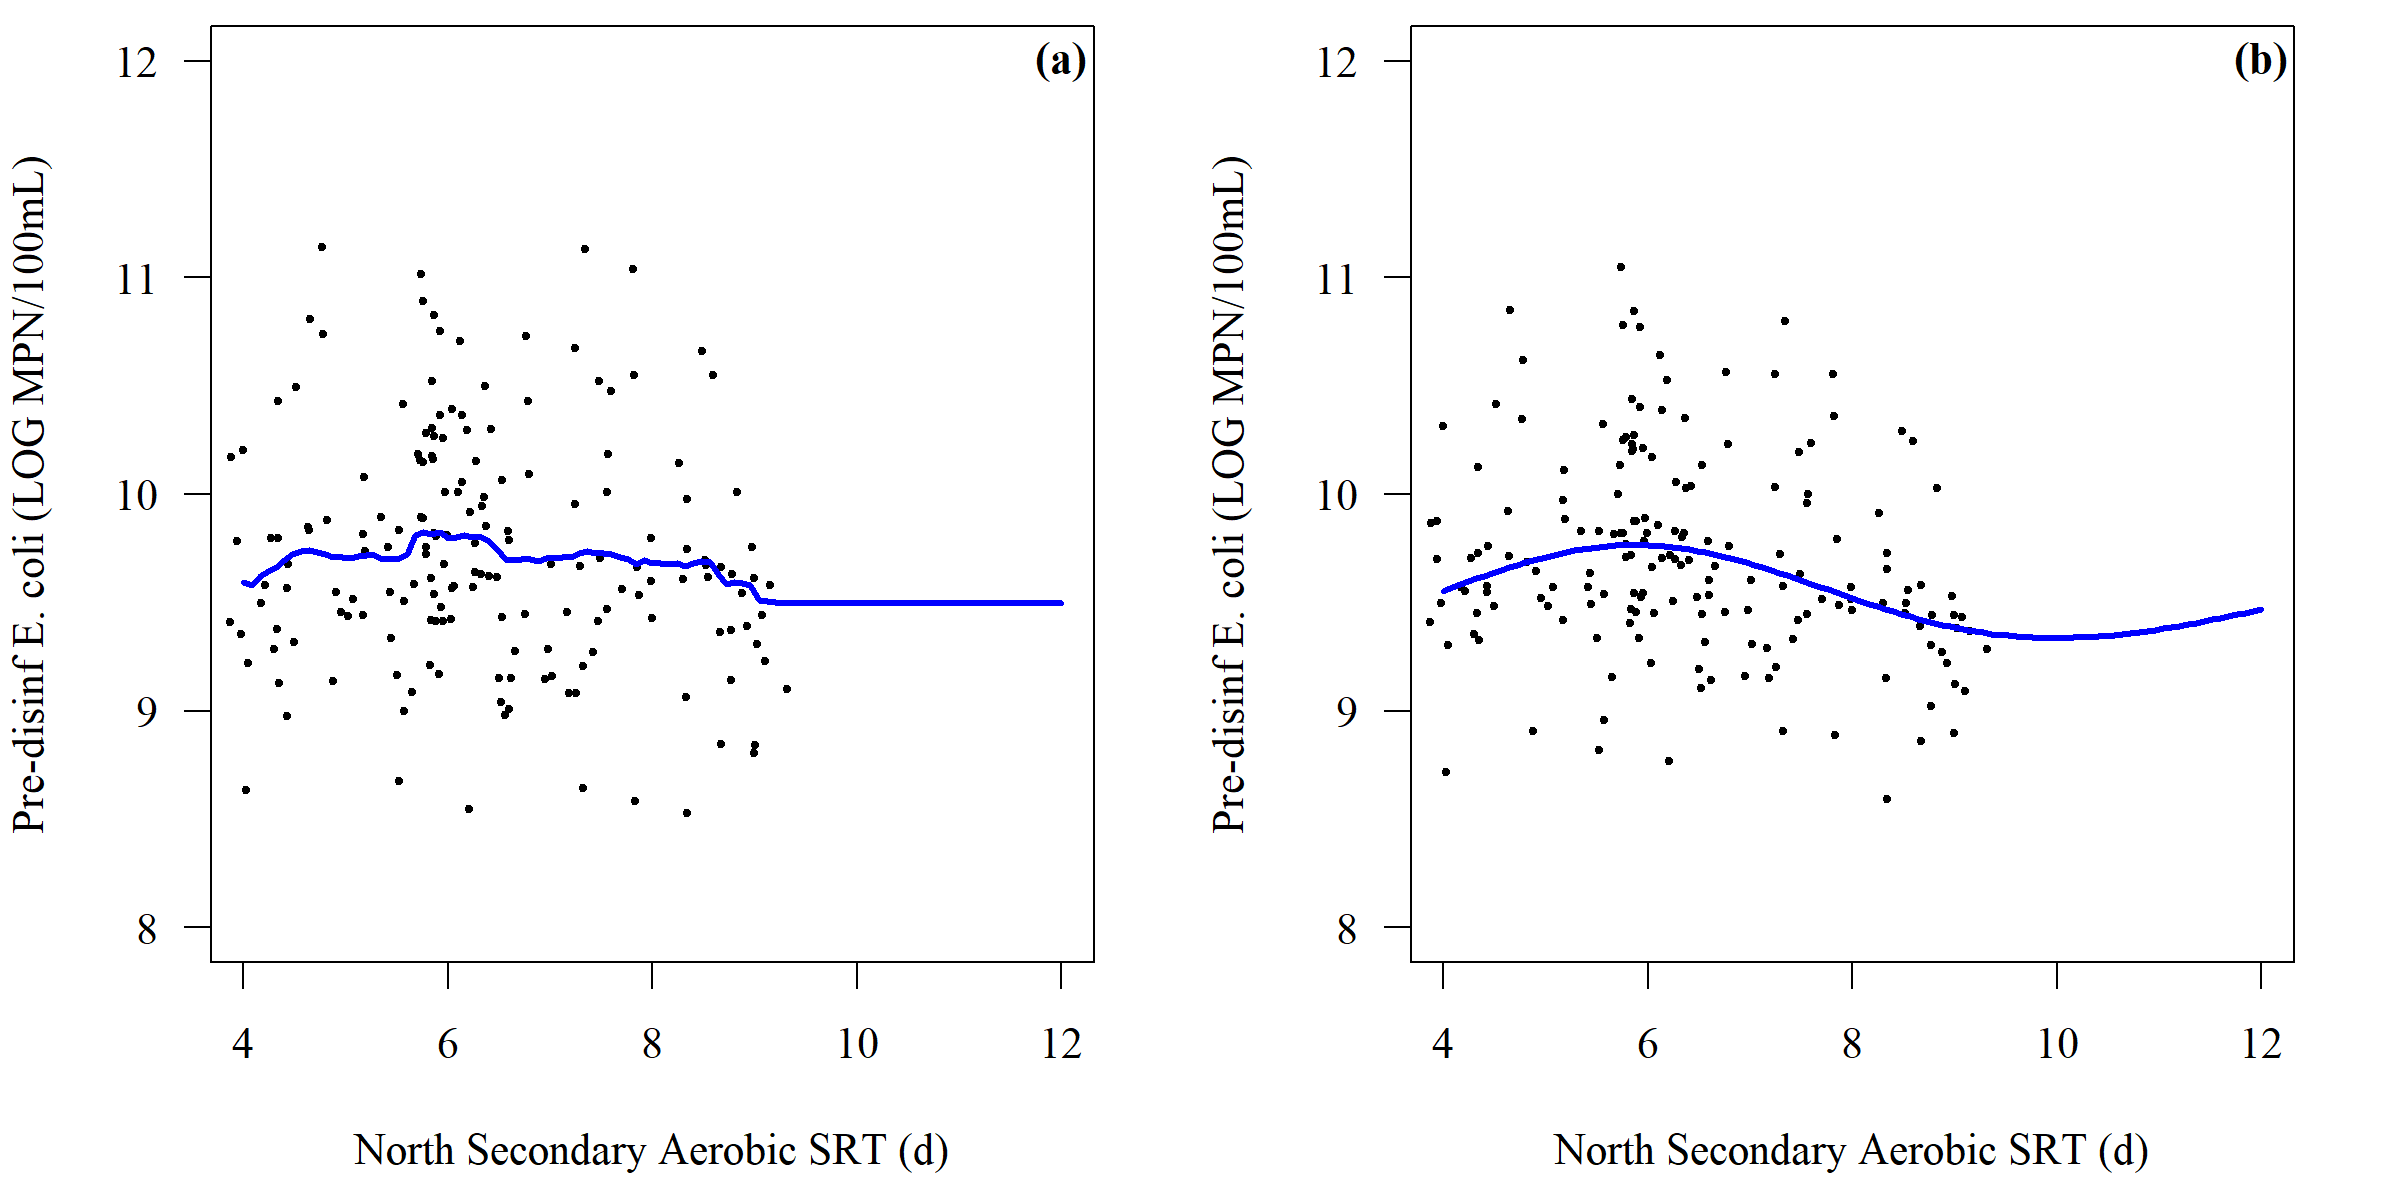 (a)
12
11
10
9
8
Pre-disinf E. coli (LOG MPN/100mL)
4 6 8 10 12
North Secondary Aerobic SRT (d)
(b)
12
11
10
9
8
Pre-disinf E. coli (LOG MPN/100mL)
4 6 8 10 12
North Secondary Aerobic SRT (d)